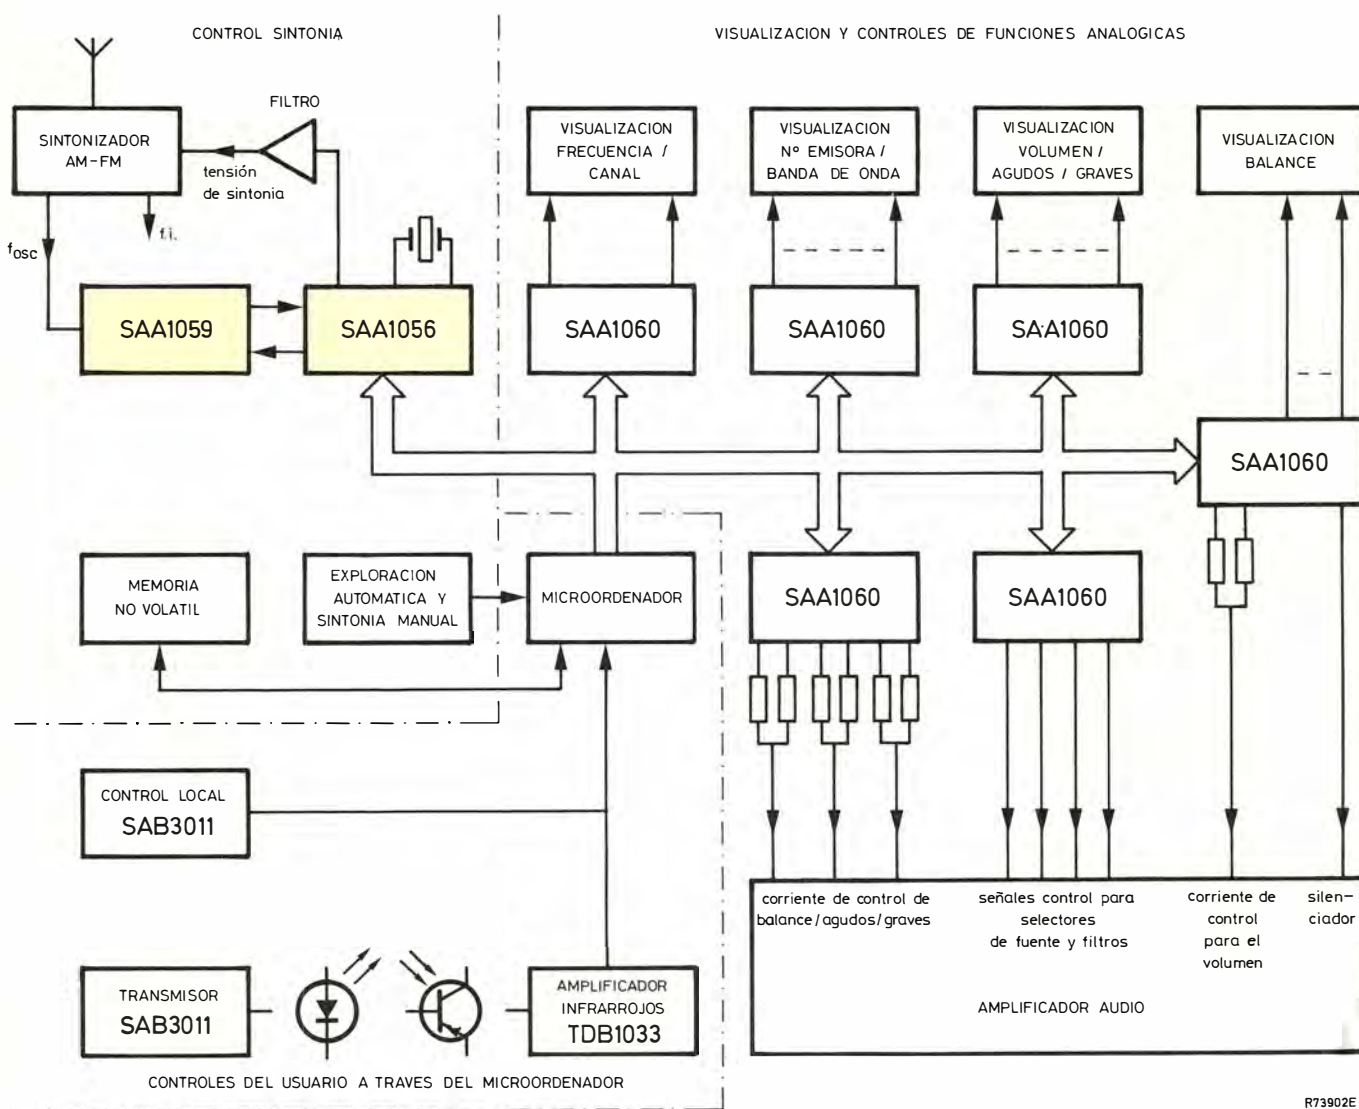 CONTROL SINTONIA
VISUALIZACION Y CONTROLES DE FUNCIONES ANALOGICAS
SINTONIZADOR
AM-FM
FILTRO
tensión
de sintonia
fosc
f.i.
SAA1059
SAA1056
VISUALIZACION
FRECUENCIA /
CANAL
VISUALIZACION
Nº EMISORA /
BANDA DE ONDA
VISUALIZACION
VOLUMEN /
AGUDOS / GRAVES
VISUALIZACION
BALANCE
SAA1060
SAA1060
SAA1060
SAA1060
MEMORIA
NO VOLATIL
EXPLORACION
AUTOMATICA Y
SINTONIA MANUAL
MICROORDENADOR
SAA1060
SAA1060
CONTROL LOCAL
SAB3011
TRANSMISOR
SAB3011
AMPLIFICADOR
INFRARROJOS
TDB1033
CONTROLES DEL USUARIO A TRAVES DEL MICROORDENADOR
corriente de control de
balance/agudos/graves
señales control para
selectores
de fuente y filtros
corriente de
control
para el
volumen
silen-
ciador
AMPLIFICADOR AUDIO
R73902E